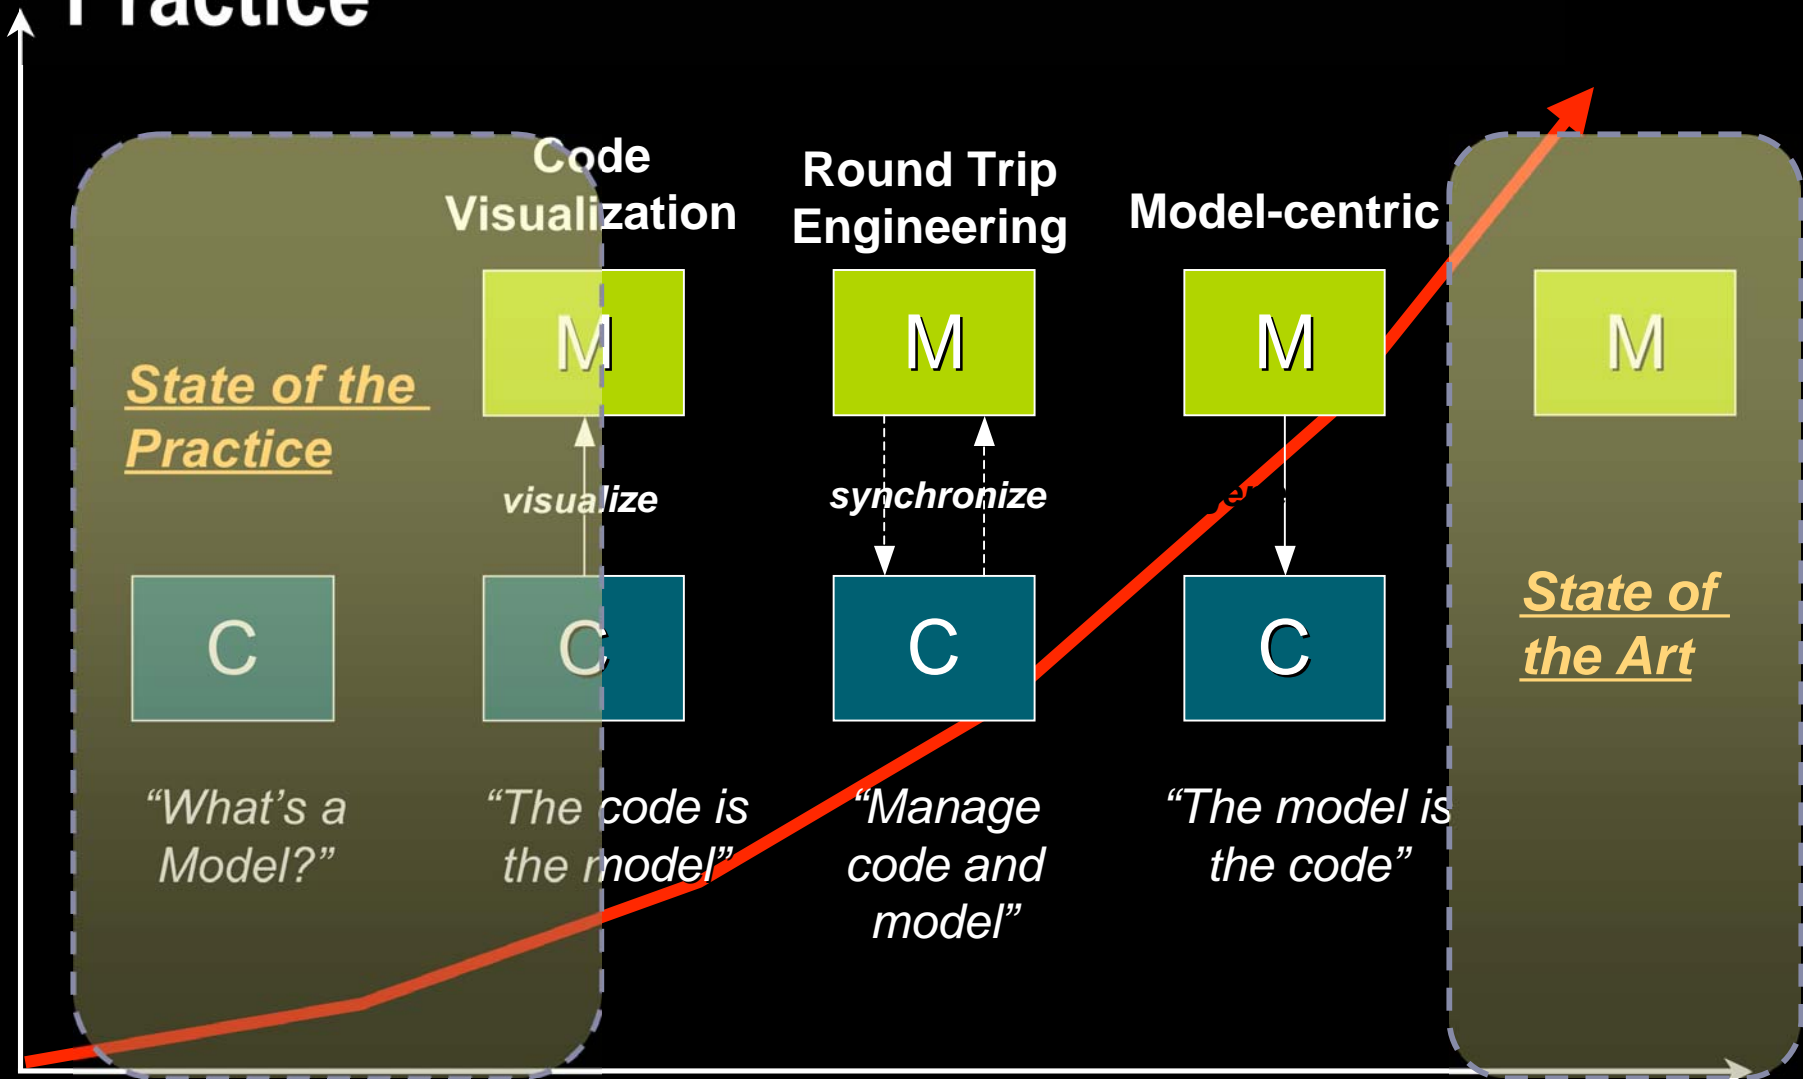 Practice
Code
Visualization
Round Trip
Engineering
Model-centric
M
M
M
M
State of the
Practice
visualize
synchronize
C
C
C
C
State of
the Art
“What’s a
Model?”
“The code is
the model”
“Manage
code and
model”
“The model is
the code”